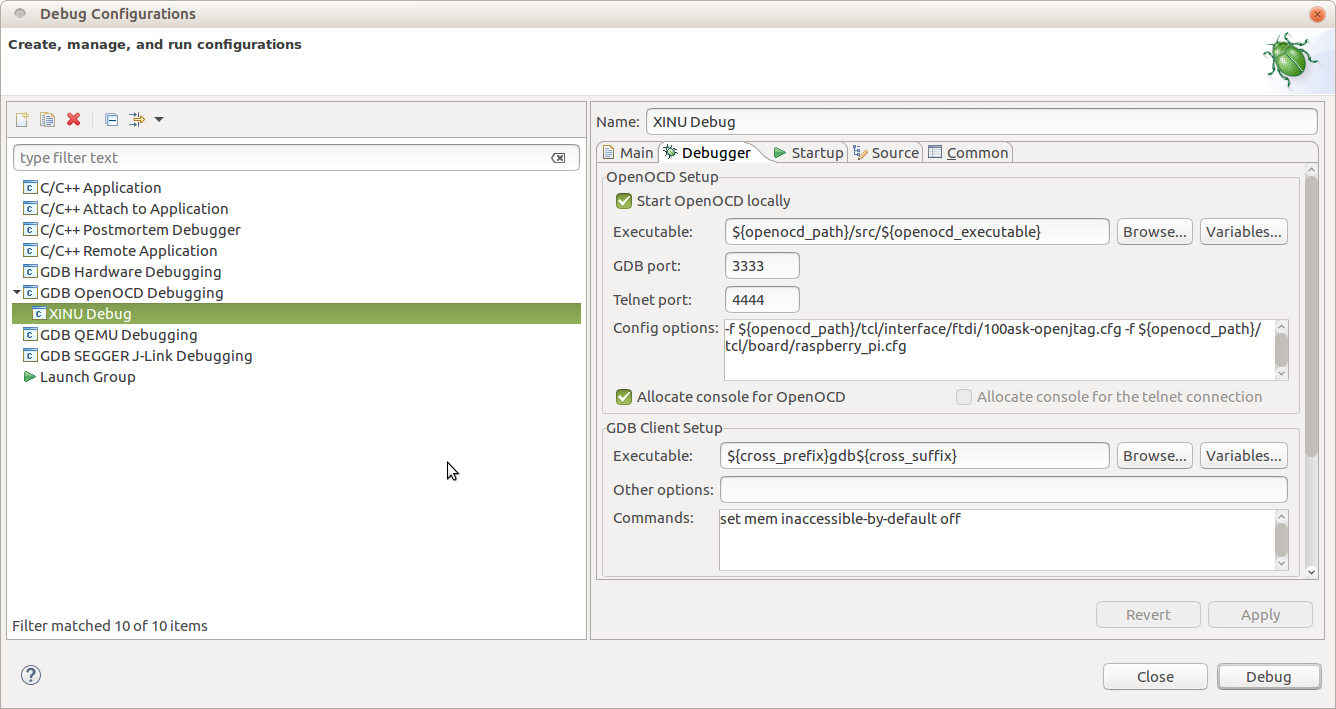 Debug Configurations
Create, manage, and run configurations
type filter text
C/C++ Application
C/C++ Attach to Application
C/C++ Postmortem Debugger
C/C++ Remote Application
GDB Hardware Debugging
GDB OpenOCD Debugging
XINU Debug
GDB QEMU Debugging
GDB SEGGER J-Link Debugging
Launch Group
Filter matched 10 of 10 items
Name: XINU Debug
Main Debugger Startup Source Common
OpenOCD Setup
Start OpenOCD locally
Executable: ${openocd_path}/src/${openocd_executable} Browse... Variables...
GDB port: 3333
Telnet port: 4444
Config options: -f ${openocd_path}/tcl/interface/ftdi/100ask-openjtag.cfg -f ${openocd_path}/
tcl/board/raspberry_pi.cfg
Allocate console for OpenOCD Allocate console for the telnet connection
GDB Client Setup
Executable: ${cross_prefix}gdb${cross_suffix} Browse... Variables...
Other options:
Commands: set mem inaccessible-by-default off
Revert Apply
? Close Debug